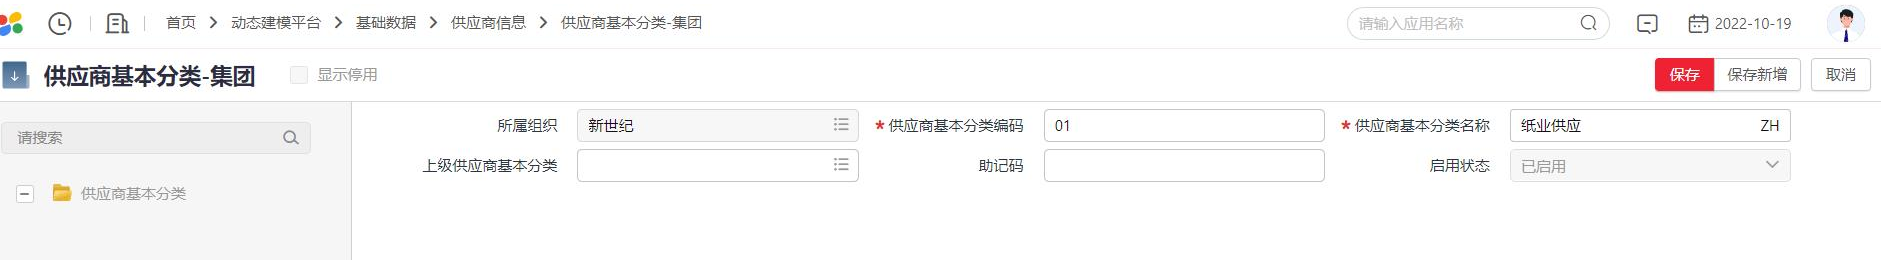 首页 > 动态建模平台 > 基础数据 > 供应商信息 > 供应商基本分类-集团 请输入应用名称 2022-10-19
供应商基本分类-集团 显示停用 保存 保存新增 取消
请搜索
供应商基本分类
所属组织 新世纪 * 供应商基本分类编码 01 * 供应商基本分类名称 纸业供应 ZH
上级供应商基本分类 助记码 启用状态 已启用